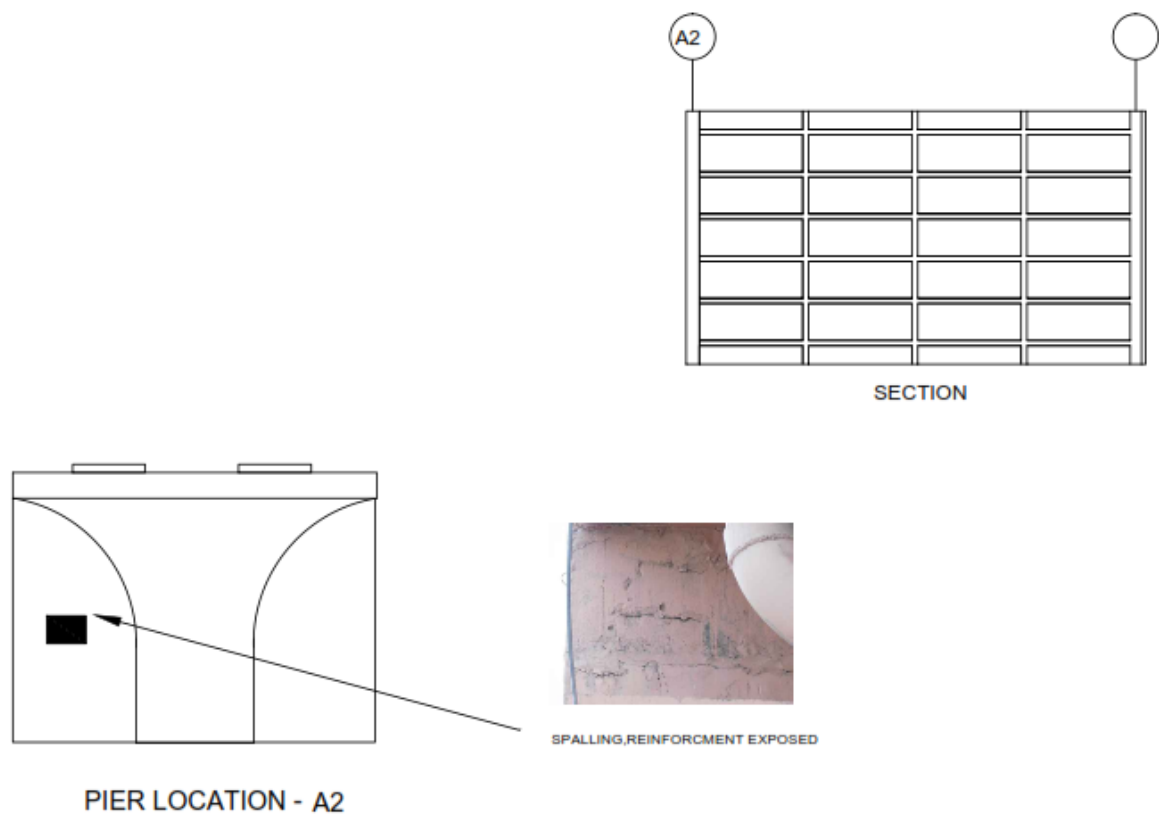 A2
SECTION
SPALLING,REINFORCMENT EXPOSED
PIER LOCATION - A2